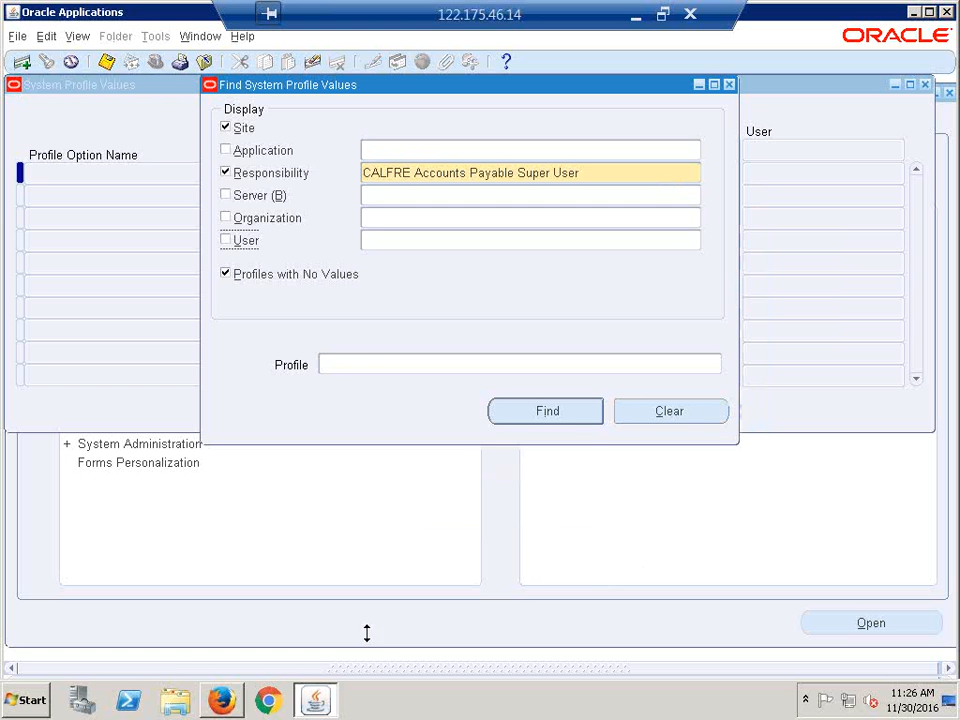 Oracle Applications
122.175.46.14
File Edit View Folder Tools Window Help
ORACLE
System Profile Values
Find System Profile Values
Display
Site
Application
Responsibility CALFRE Accounts Payable Super User
Server (B)
Organization
User
Profiles with No Values
Profile
Find Clear
Profile Option Name
User
+ System Administration
Forms Personalization
Open
Start
11:26 AM
11/30/2016